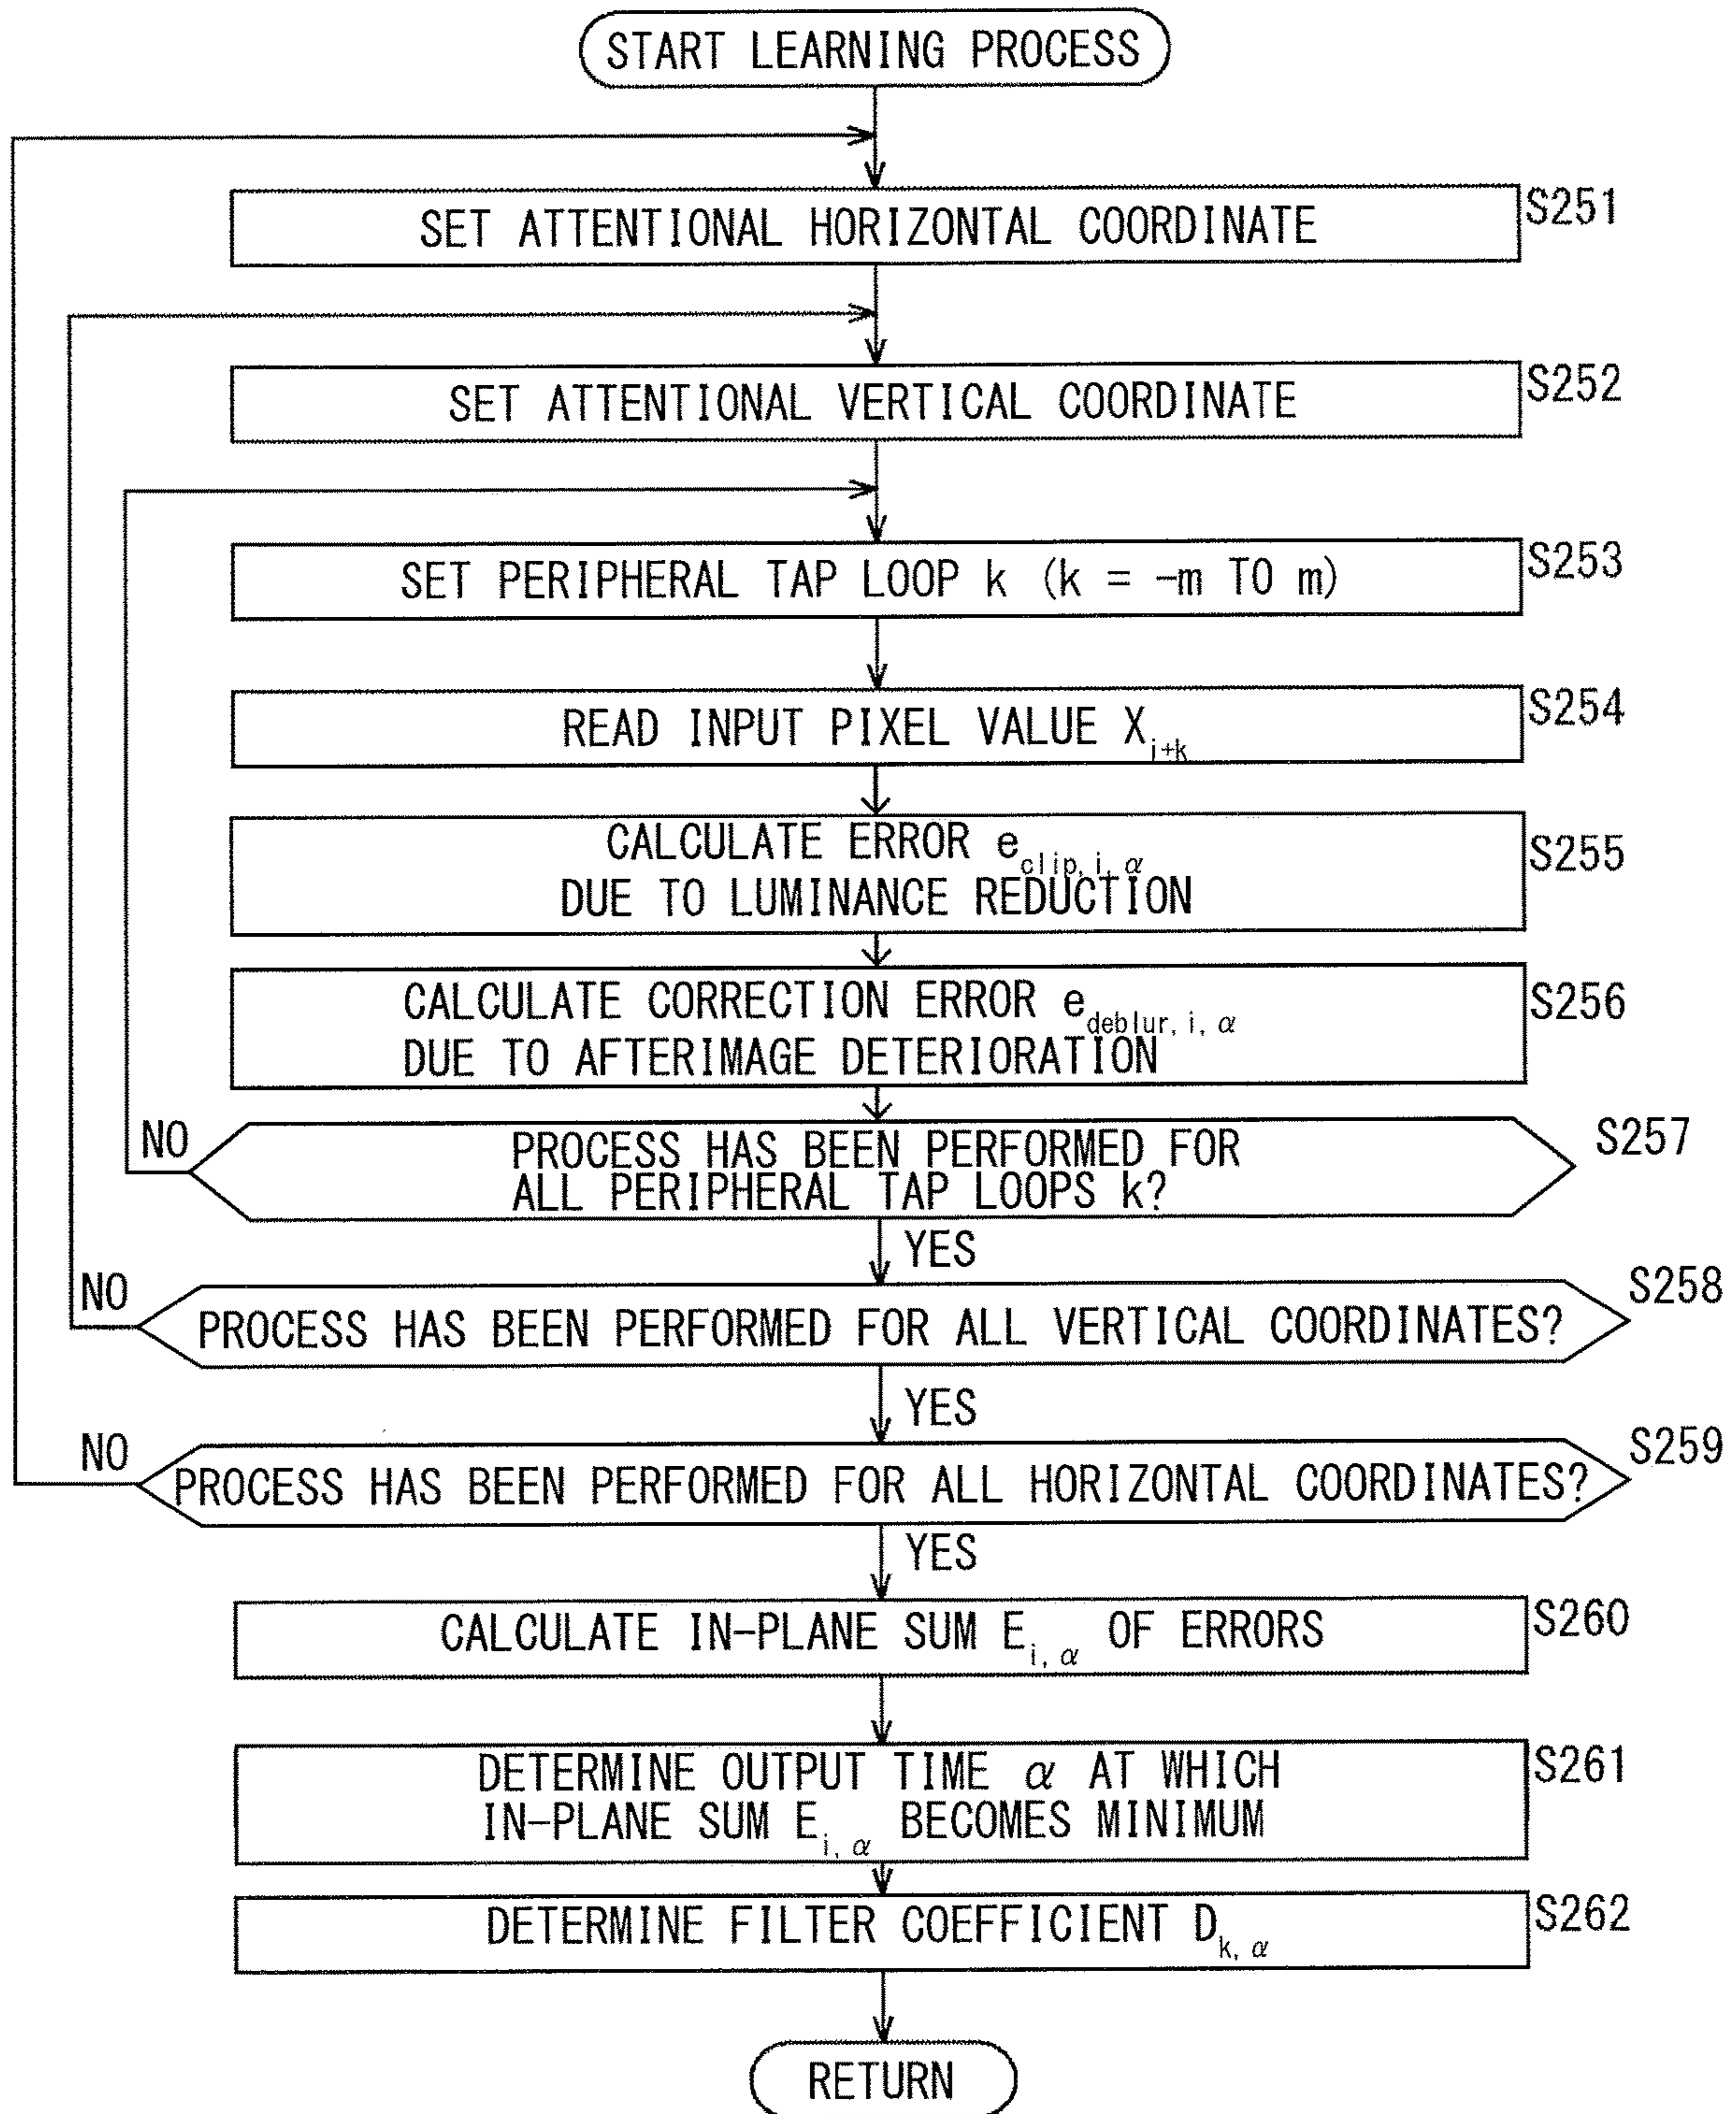 START LEARNING PROCESS
SET ATTENTIONAL HORIZONTAL COORDINATE
S251
SET ATTENTIONAL VERTICAL COORDINATE
S252
SET PERIPHERAL TAP LOOP k (k = -m TO m)
S253
READ INPUT PIXEL VALUE X i+k
S254
CALCULATE ERROR e clip, i, α
DUE TO LUMINANCE REDUCTION
S255
CALCULATE CORRECTION ERROR e deblur, i, α
DUE TO AFTERIMAGE DETERIORATION
S256
NO
PROCESS HAS BEEN PERFORMED FOR
ALL PERIPHERAL TAP LOOPS k?
S257
YES
NO
PROCESS HAS BEEN PERFORMED FOR ALL VERTICAL COORDINATES?
S258
YES
NO
PROCESS HAS BEEN PERFORMED FOR ALL HORIZONTAL COORDINATES?
S259
YES
CALCULATE IN-PLANE SUM E i, α OF ERRORS
S260
DETERMINE OUTPUT TIME α AT WHICH
IN-PLANE SUM E i, α BECOMES MINIMUM
S261
DETERMINE FILTER COEFFICIENT D k, α
S262
RETURN